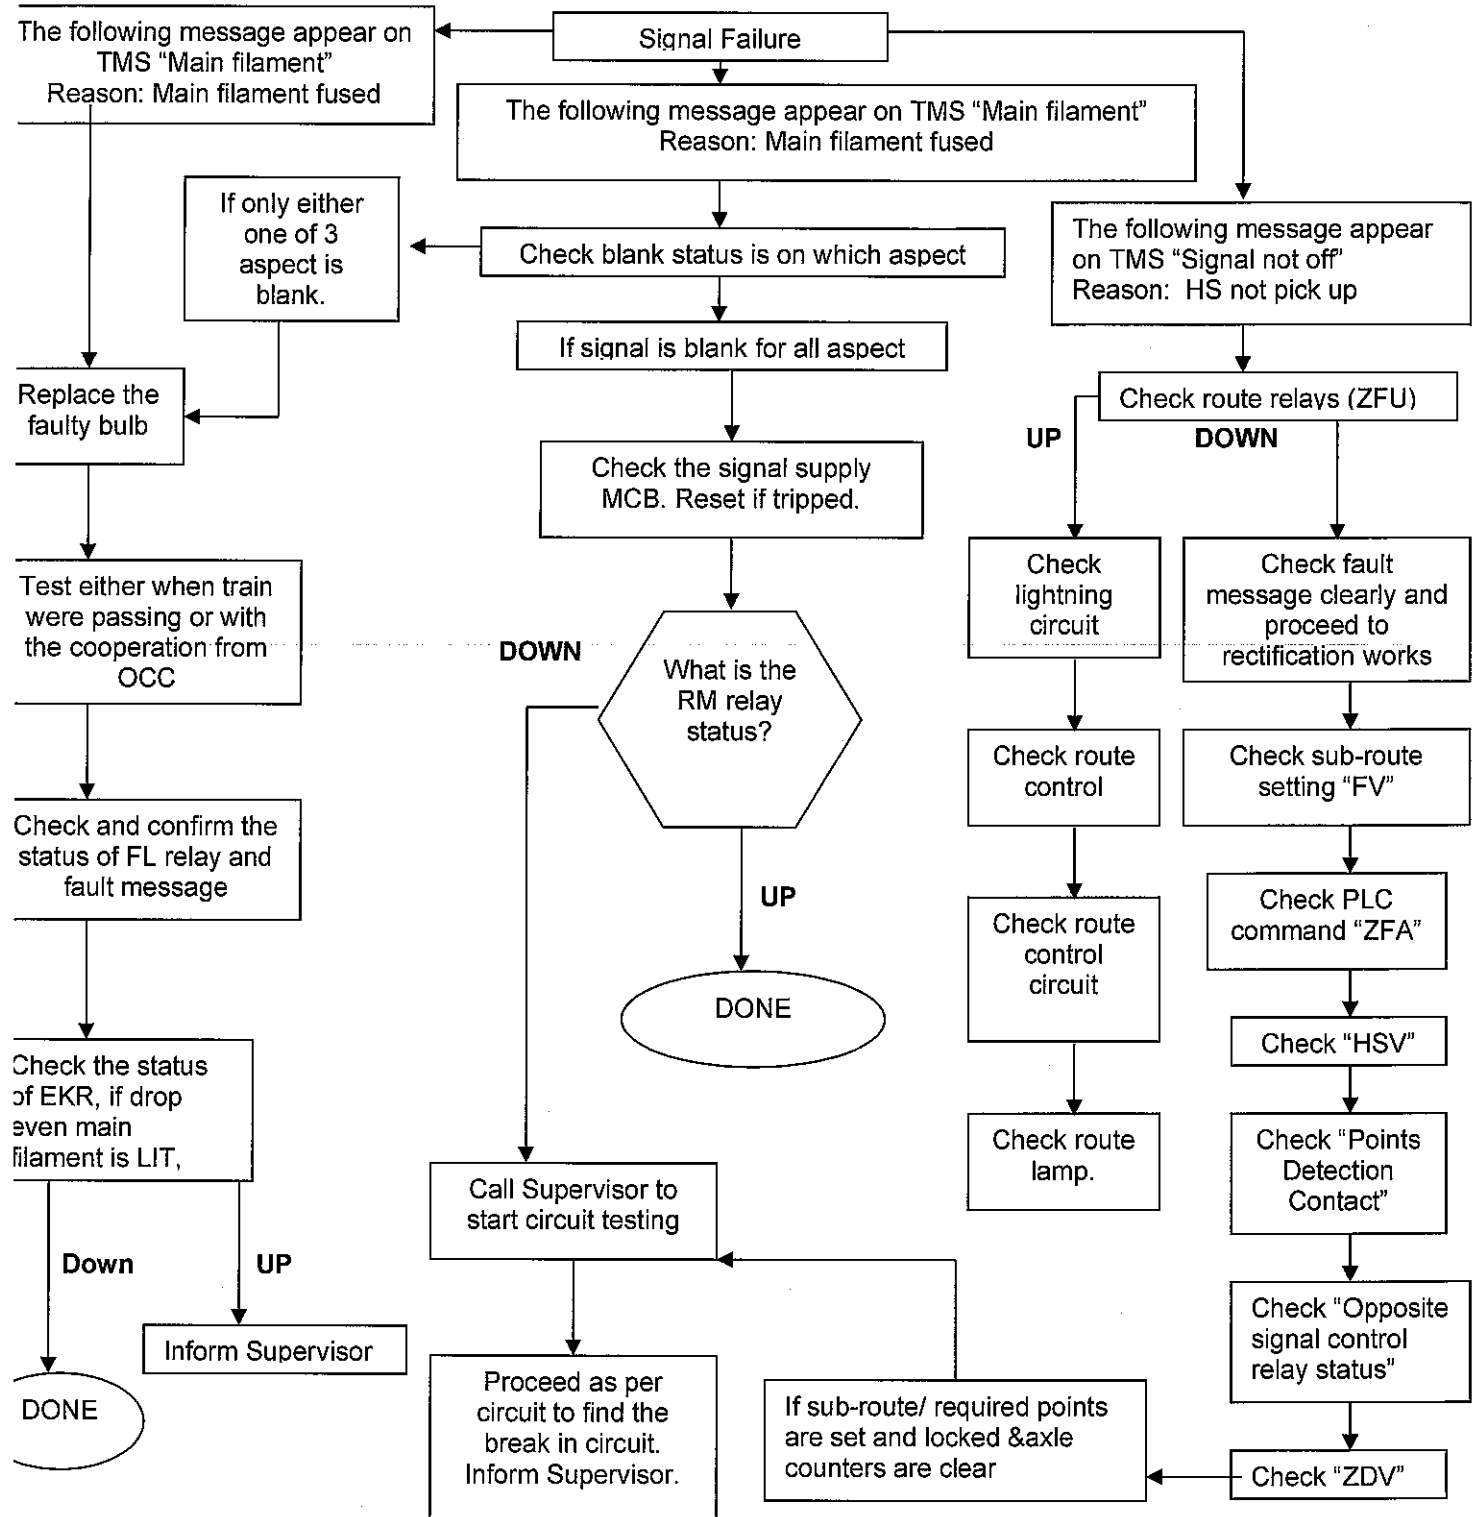 Signal Failure
The following message appear on
TMS “Main filament”
Reason: Main filament fused
The following message appear on TMS “Main filament”
Reason: Main filament fused
The following message appear
on TMS “Signal not off”
Reason: HS not pick up
If only either
one of 3
aspect is
blank.
Check blank status is on which aspect
If signal is blank for all aspect
Replace the
faulty bulb
Check the signal supply
MCB. Reset if tripped.
Check route relays (ZFU)
UP
DOWN
Test either when train
were passing or with
the cooperation from
OCC
DOWN
What is the
RM relay
status?
UP
DONE
Check
lightning
circuit
Check fault
message clearly and
proceed to
rectification works
Check route
control
Check sub-route
setting “FV”
Check and confirm the
status of FL relay and
fault message
Check route
control
circuit
Check PLC
command “ZFA”
Check “HSV”
Check the status
of EKR, if drop
even main
filament is LIT,
Down
UP
Inform Supervisor
DONE
Check route
lamp.
Check “Points
Detection
Contact”
Call Supervisor to
start circuit testing
Check “Opposite
signal control
relay status”
Proceed as per
circuit to find the
break in circuit.
Inform Supervisor.
If sub-route/ required points
are set and locked &axle
counters are clear
Check “ZDV”